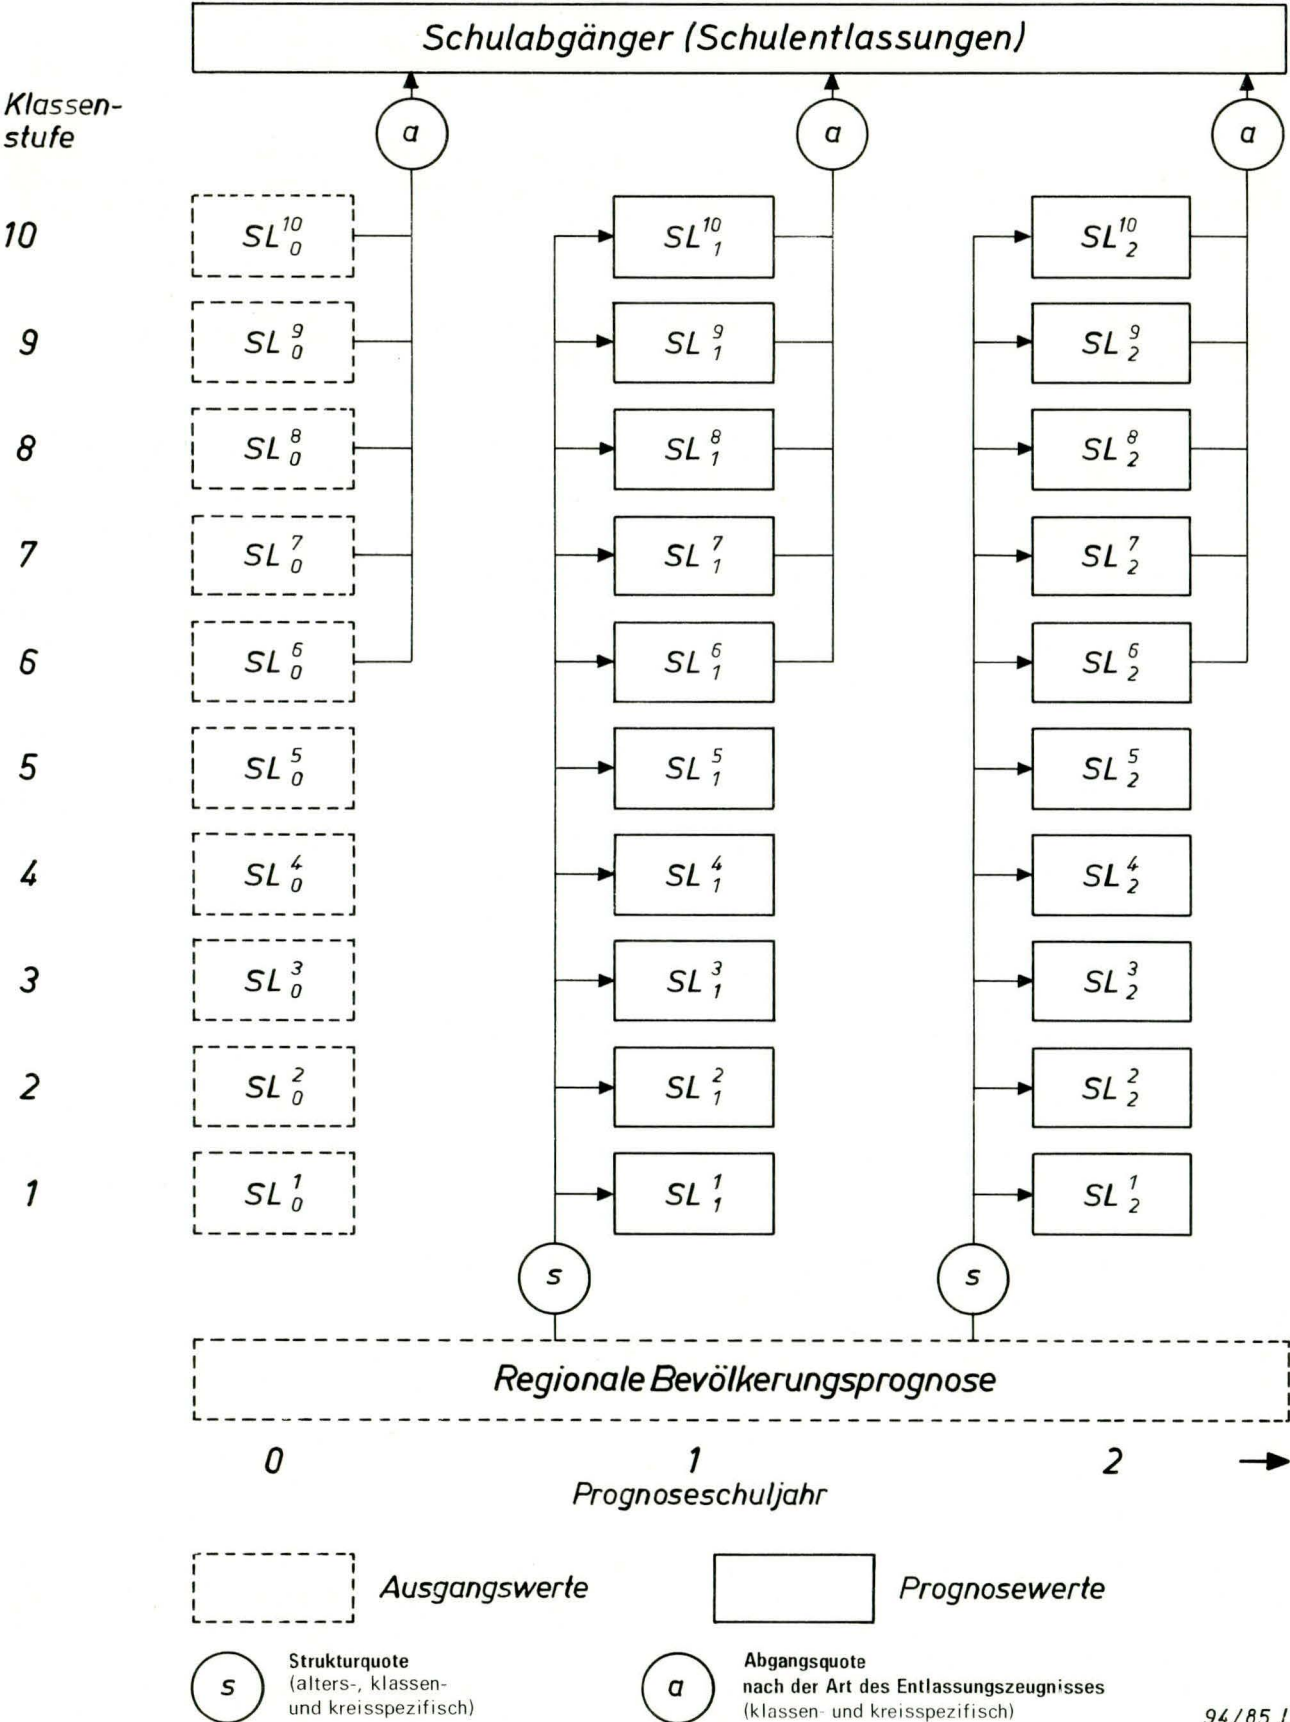 Schulabgänger (Schulentlassungen)
Klassen-
stufe
a a a
10 SL 10 0 SL 10 1 SL 10 2
9 SL 9 0 SL 9 1 SL 9 2
8 SL 8 0 SL 8 1 SL 8 2
7 SL 7 0 SL 7 1 SL 7 2
6 SL 6 0 SL 6 1 SL 6 2
5 SL 5 0 SL 5 1 SL 5 2
4 SL 4 0 SL 4 1 SL 4 2
3 SL 3 0 SL 3 1 SL 3 2
2 SL 2 0 SL 2 1 SL 2 2
1 SL 1 0 SL 1 1 SL 1 2
s s
Regionale Bevölkerungsprognose
0 1 2
Prognoseschuljahr
Ausgangswerte
Prognosewerte
s
Strukturquote
(alters-, klassen-
und kreisspezifisch)
a
Abgangsquote
nach der Art des Entlassungszeugnisses
(klassen- und kreisspezifisch)
94/85